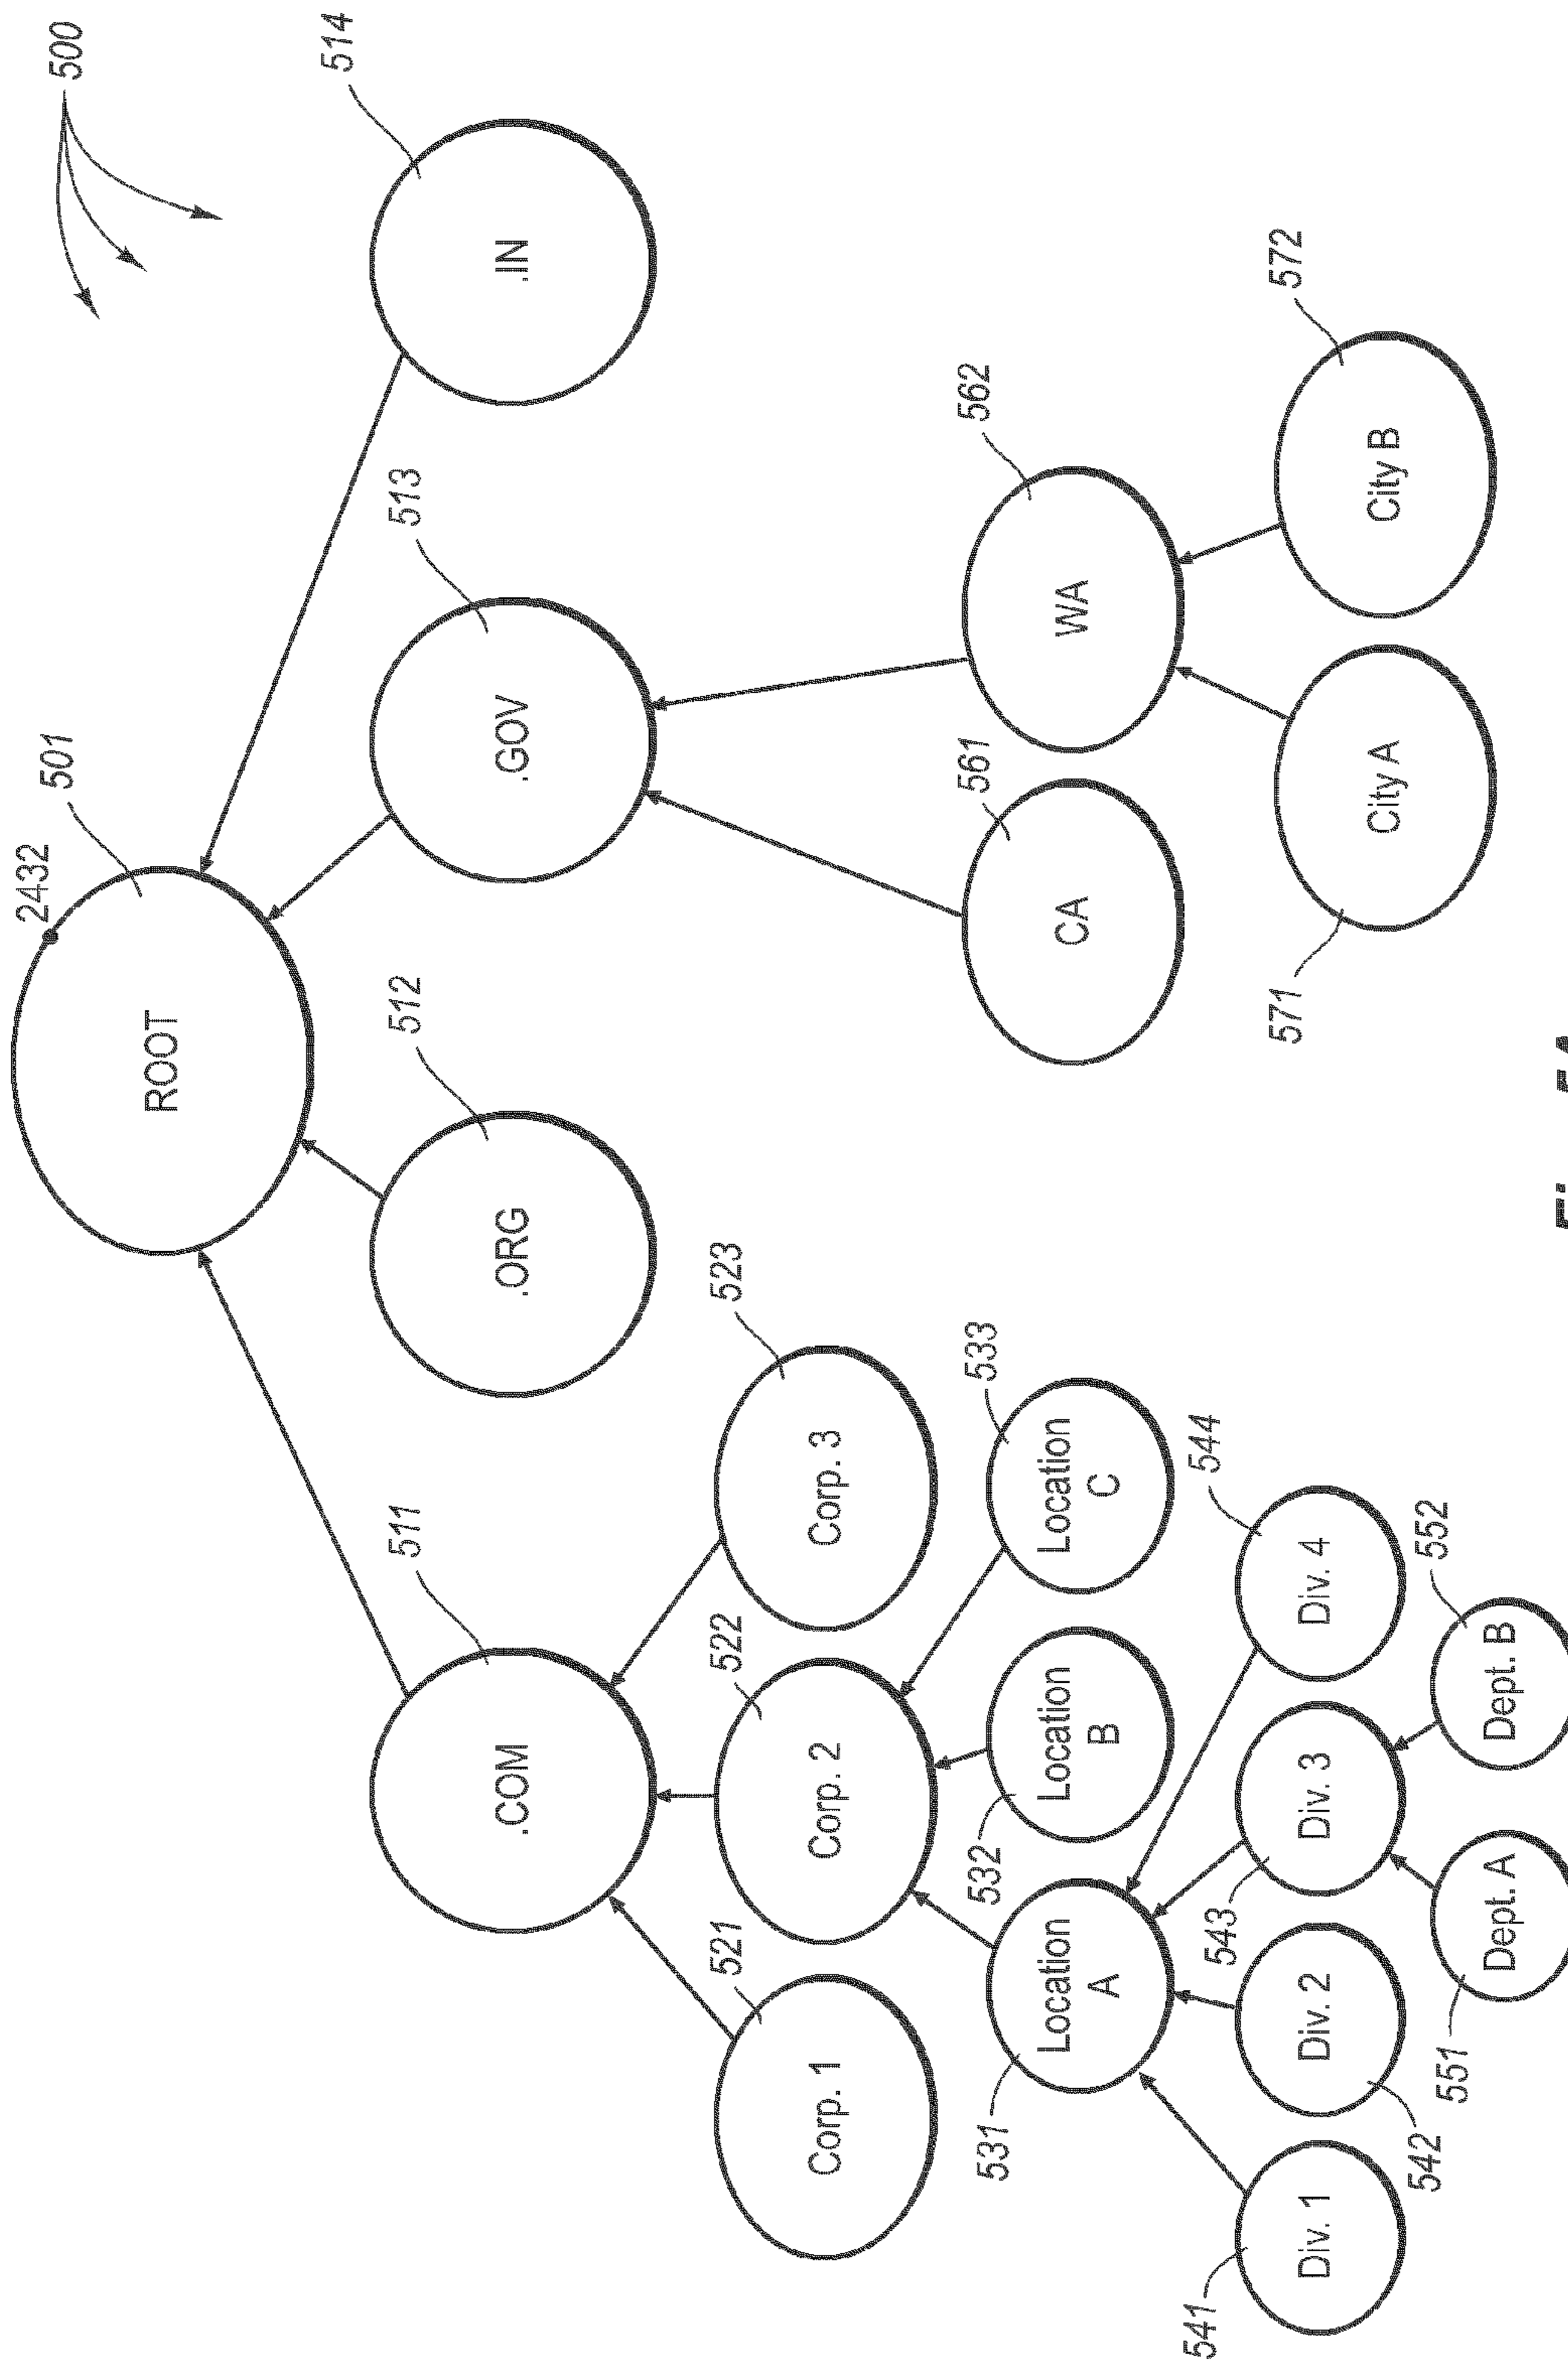 500
2432
501
ROOT
514
513
512
511
.COM
.ORG
.GOV
.IN
521
522
523
Corp. 1
Corp. 2
Corp. 3
562
561
CA
WA
531
532
533
Location
A
Location
B
Location
C
572
571
City A
City B
541
542
543
544
Div. 1
Div. 2
Div. 3
Div. 4
551
552
Dept. A
Dept. B